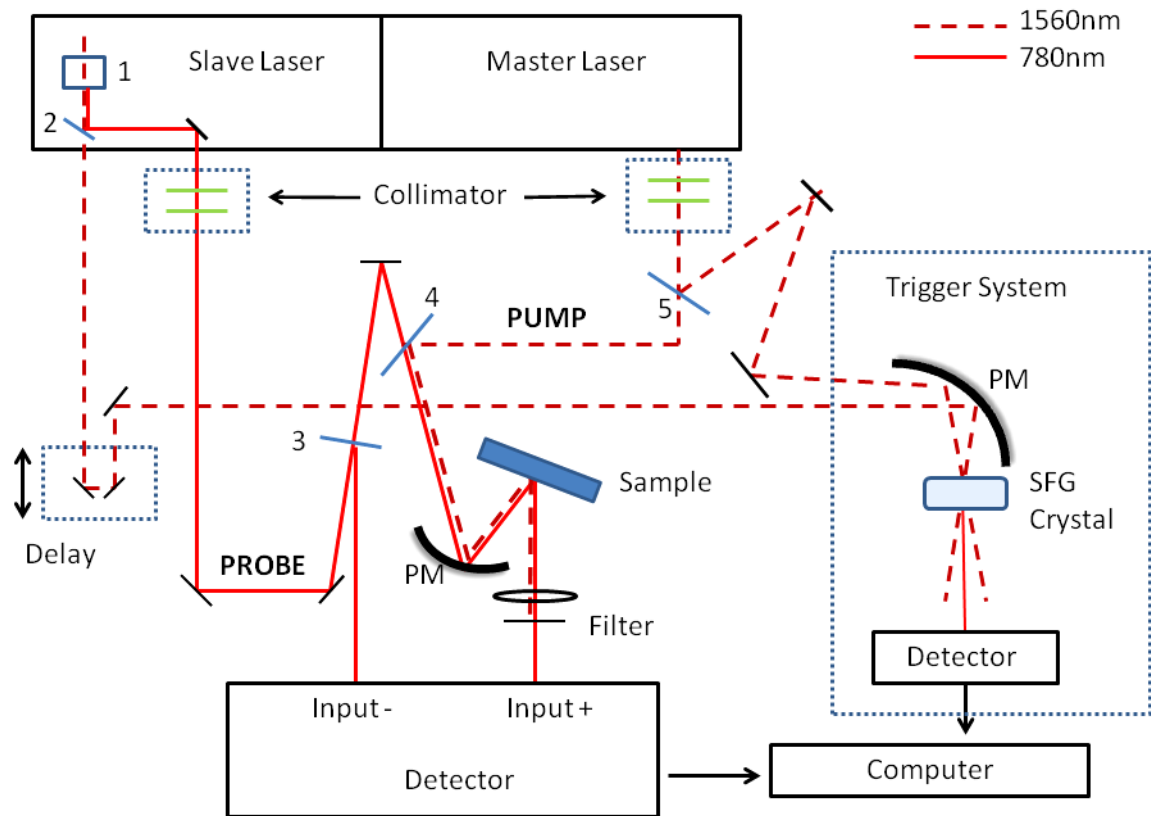 1560nm
780nm
Slave Laser
Master Laser
1
2
Collimator
5
4
PUMP
Trigger System
PM
3
Sample
SFG
Crystal
Delay
PROBE
PM
Filter
Detector
Input -
Input +
Detector
Computer